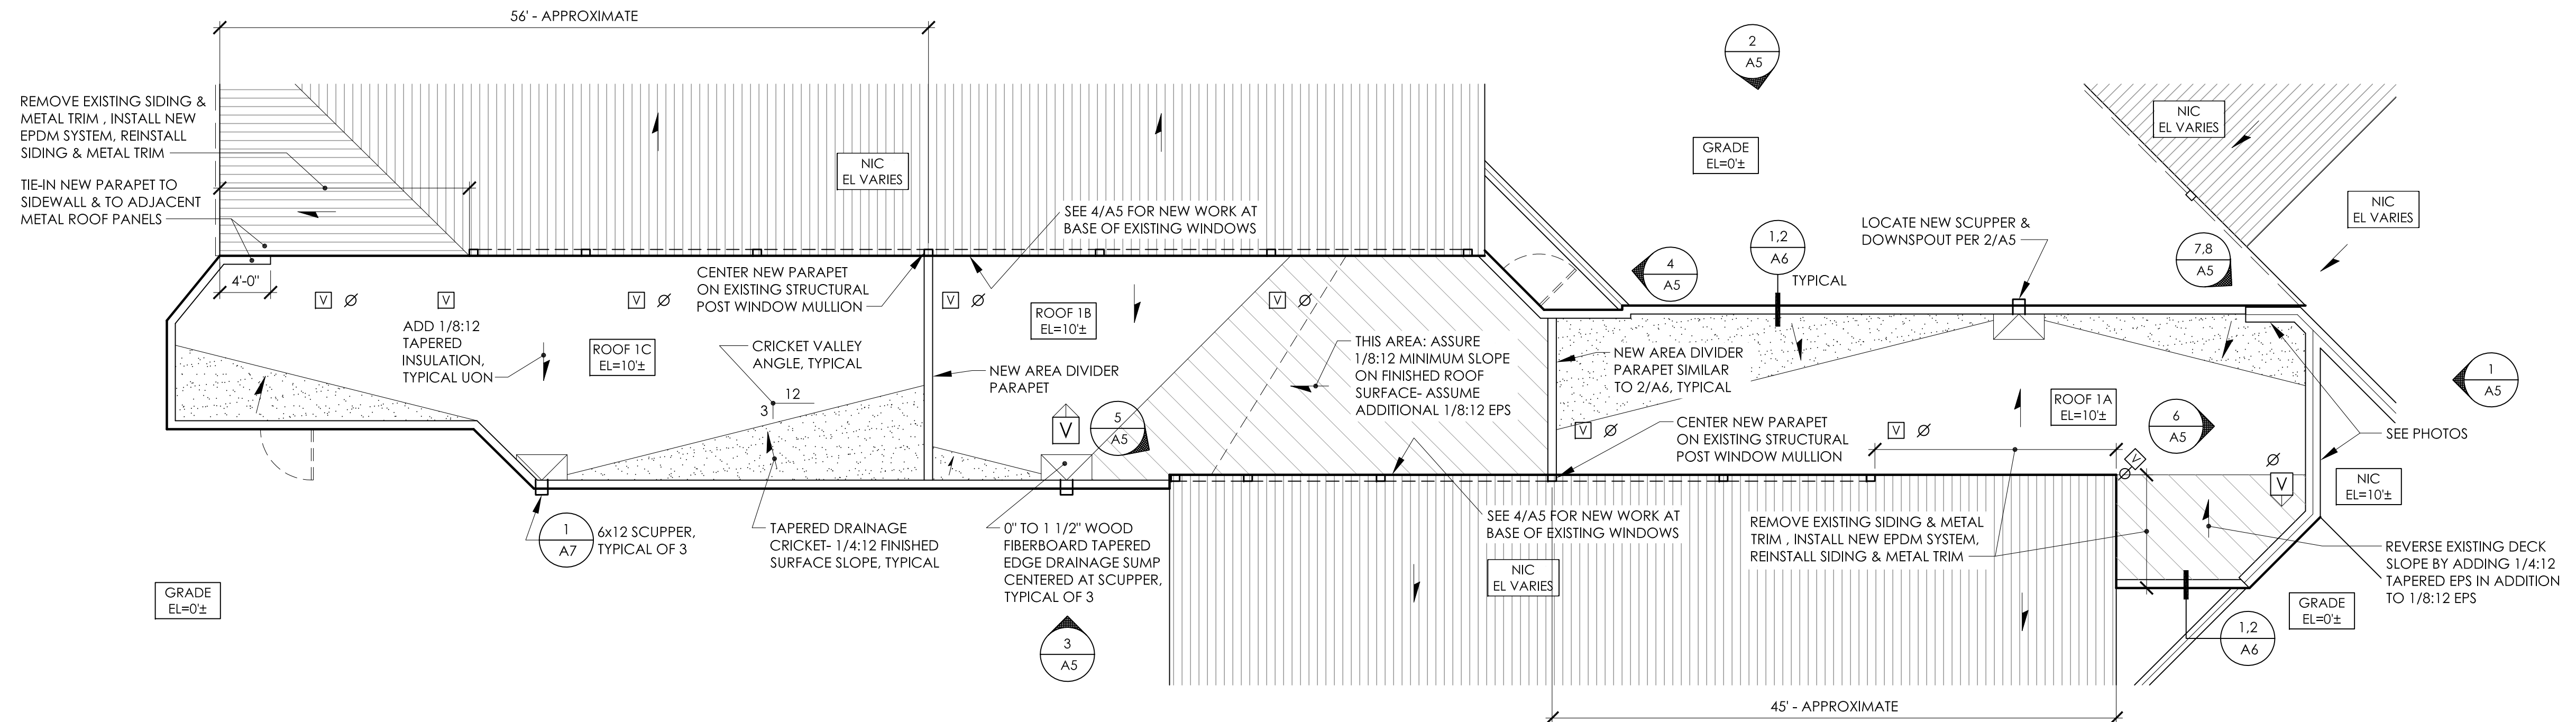 56' - APPROXIMATE
2
A5
REMOVE EXISTING SIDING &
METAL TRIM , INSTALL NEW
EPDM SYSTEM, REINSTALL
SIDING & METAL TRIM
TIE-IN NEW PARAPET TO
SIDEWALL & TO ADJACENT
METAL ROOF PANELS
4'-0"
NIC
EL VARIES
SEE 4/A5 FOR NEW WORK AT
BASE OF EXISTING WINDOWS
GRADE
EL=0'±
NIC
EL VARIES
NIC
EL VARIES
LOCATE NEW SCUPPER &
DOWNSPOUT PER 2/A5
1,2
A6
TYPICAL
7,8
A5
4
A5
CENTER NEW PARAPET
ON EXISTING STRUCTURAL
POST WINDOW MULLION
V
V
V
V
V
ADD 1/8:12
TAPERED
INSULATION,
TYPICAL UON
ROOF 1C
EL=10'±
CRICKET VALLEY
ANGLE, TYPICAL
12
3
ROOF 1B
EL=10'±
NEW AREA DIVIDER
PARAPET
V
5
A5
THIS AREA: ASSURE
1/8:12 MINIMUM SLOPE
ON FINISHED ROOF
SURFACE- ASSUME
ADDITIONAL 1/8:12 EPS
NEW AREA DIVIDER
PARAPET SIMILAR
TO 2/A6, TYPICAL
CENTER NEW PARAPET
ON EXISTING STRUCTURAL
POST WINDOW MULLION
V
V
ROOF 1A
EL=10'±
6
A5
1
A5
SEE PHOTOS
V
V
NIC
EL=10'±
1
A7
6x12 SCUPPER,
TYPICAL OF 3
TAPERED DRAINAGE
CRICKET- 1/4:12 FINISHED
SURFACE SLOPE, TYPICAL
0" TO 1 1/2" WOOD
FIBERBOARD TAPERED
EDGE DRAINAGE SUMP
CENTERED AT SCUPPER,
TYPICAL OF 3
SEE 4/A5 FOR NEW WORK AT
BASE OF EXISTING WINDOWS
NIC
EL VARIES
REMOVE EXISTING SIDING & METAL
TRIM , INSTALL NEW EPDM SYSTEM,
REINSTALL SIDING & METAL TRIM
REVERSE EXISTING DECK
SLOPE BY ADDING 1/4:12
TAPERED EPS IN ADDITION
TO 1/8:12 EPS
GRADE
EL=0'±
GRADE
EL=0'±
1,2
A6
3
A5
45' - APPROXIMATE